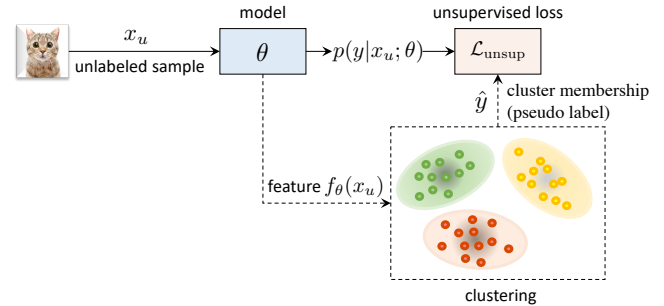 model
unsupervised loss
x_u
θ
p(y|x_u; θ)
ℒ_unsup
unlabeled sample
ŷ
cluster membership
(pseudo label)
feature f_θ(x_u)
clustering